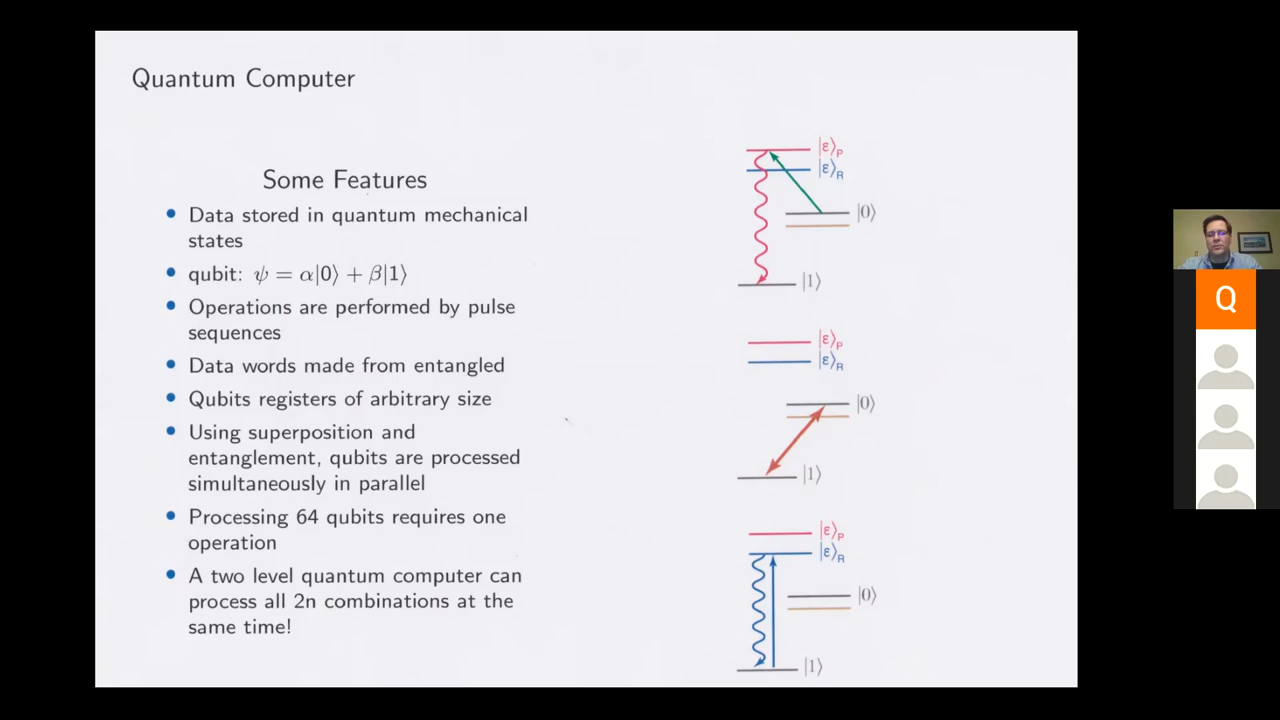 Quantum Computer
Some Features
• Data stored in quantum mechanical
states
• qubit: ψ = α|0⟩ + β|1⟩
• Operations are performed by pulse
sequences
• Data words made from entangled
• Qubits registers of arbitrary size
• Using superposition and
entanglement, qubits are processed
simultaneously in parallel
• Processing 64 qubits requires one
operation
• A two level quantum computer can
process all 2n combinations at the
same time!
|ε⟩P
|ε⟩R
|0⟩
|1⟩
|ε⟩P
|ε⟩R
|0⟩
|1⟩
|ε⟩P
|ε⟩R
|0⟩
|1⟩
Q